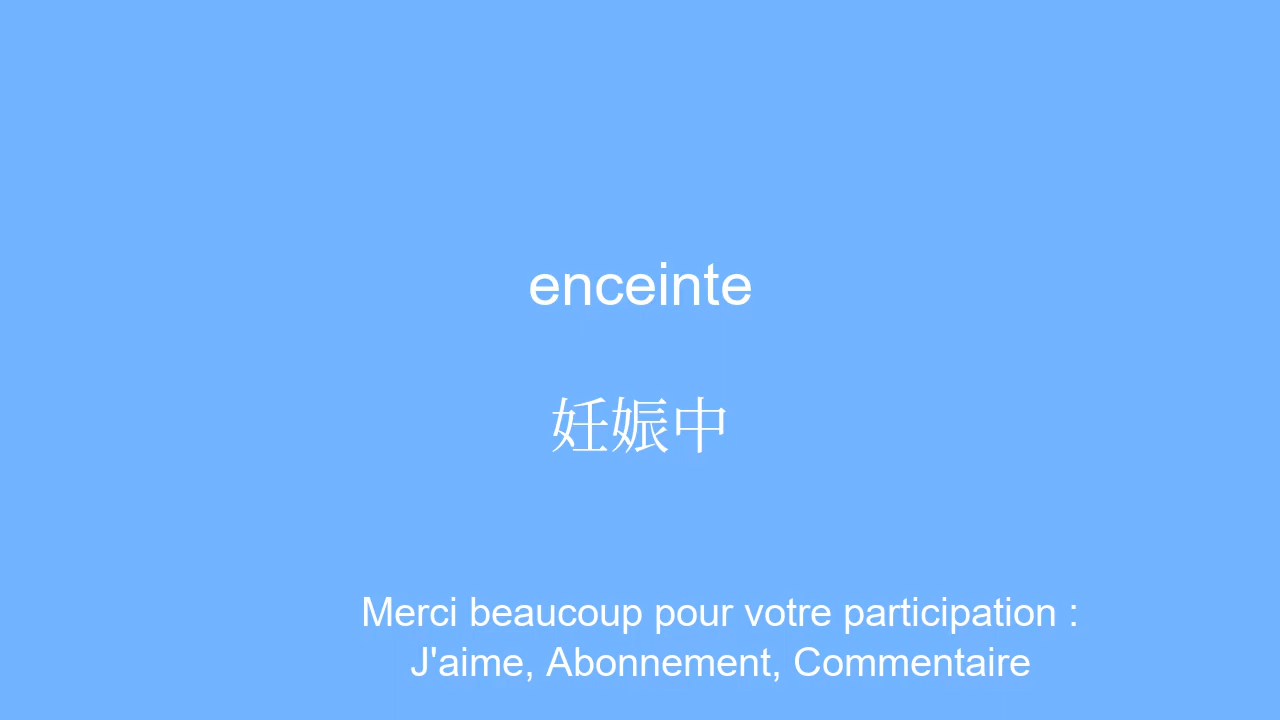 enceinte
妊娠中
Merci beaucoup pour votre participation :
J'aime, Abonnement, Commentaire